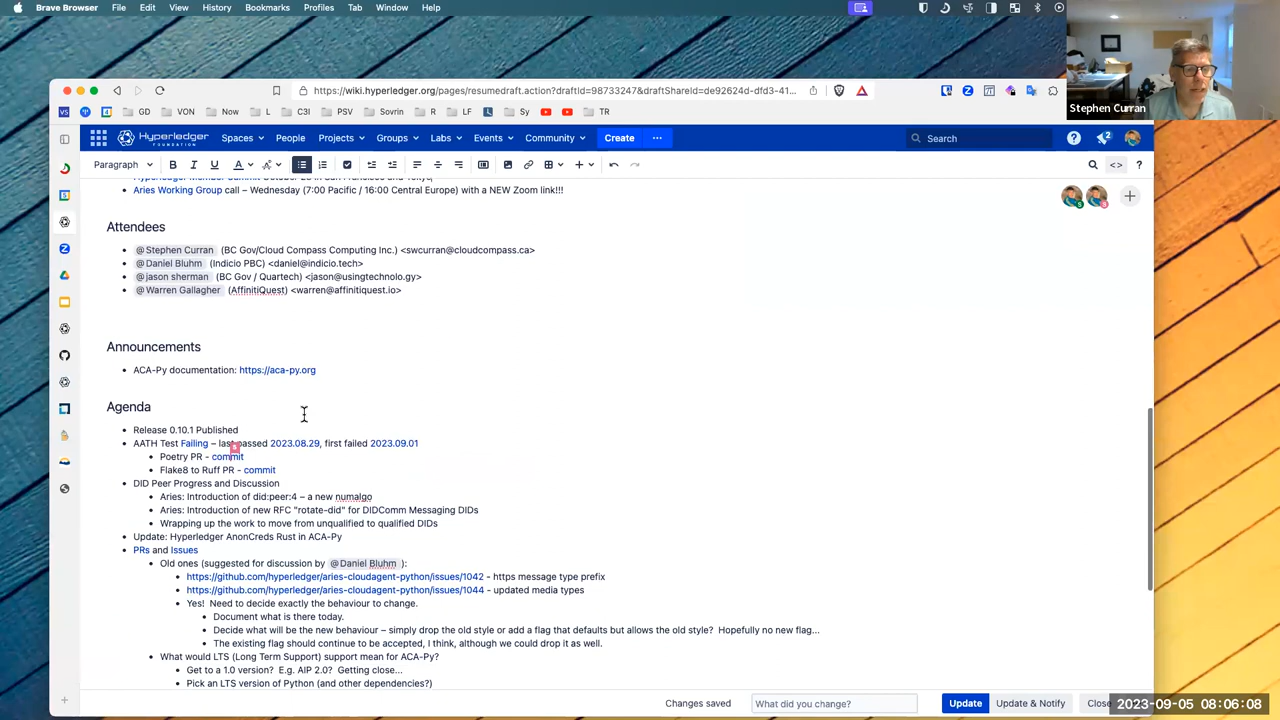 Brave Browser File Edit View History Bookmarks Profiles Tab Window Help
https://wiki.hyperledger.org/pages/resumedraft.action?draftId=98733247&draftShareId=de92624d-dfd3-41...
GD VON Now L C3I PSV Sovrin R LF Sy TR
Stephen Curran
HYPERLEDGER FOUNDATION Spaces People Projects Groups Labs Events Community Create ... Search 2
Paragraph B I U A
Aries Working Group call – Wednesday (7:00 Pacific / 16:00 Central Europe) with a NEW Zoom link!!!
Attendees
@Stephen Curran (BC Gov/Cloud Compass Computing Inc.) <swcurran@cloudcompass.ca>
@Daniel Bluhm (Indicio PBC) <daniel@indicio.tech>
@jason sherman (BC Gov / Quartech) <jason@usingtechnolo.gy>
@Warren Gallagher (AffinitiQuest) <warren@affinitiquest.io>
Announcements
ACA-Py documentation: https://aca-py.org
Agenda
Release 0.10.1 Published
AATH Test Failing – last passed 2023.08.29, first failed 2023.09.01
Poetry PR - commit
Flake8 to Ruff PR - commit
DID Peer Progress and Discussion
Aries: Introduction of did:peer:4 – a new numalgo
Aries: Introduction of new RFC "rotate-did" for DIDComm Messaging DIDs
Wrapping up the work to move from unqualified to qualified DIDs
Update: Hyperledger AnonCreds Rust in ACA-Py
PRs and Issues
Old ones (suggested for discussion by @Daniel Bluhm ):
https://github.com/hyperledger/aries-cloudagent-python/issues/1042 - https message type prefix
https://github.com/hyperledger/aries-cloudagent-python/issues/1044 - updated media types
Yes! Need to decide exactly the behaviour to change.
Document what is there today.
Decide what will be the new behaviour – simply drop the old style or add a flag that defaults but allows the old style? Hopefully no new flag...
The existing flag should continue to be accepted, I think, although we could drop it as well.
What would LTS (Long Term Support) support mean for ACA-Py?
Get to a 1.0 version? E.g. AIP 2.0? Getting close...
Pick an LTS version of Python (and other dependencies?)
Changes saved What did you change? Update Update & Notify Close
2023-09-05 08:06:08